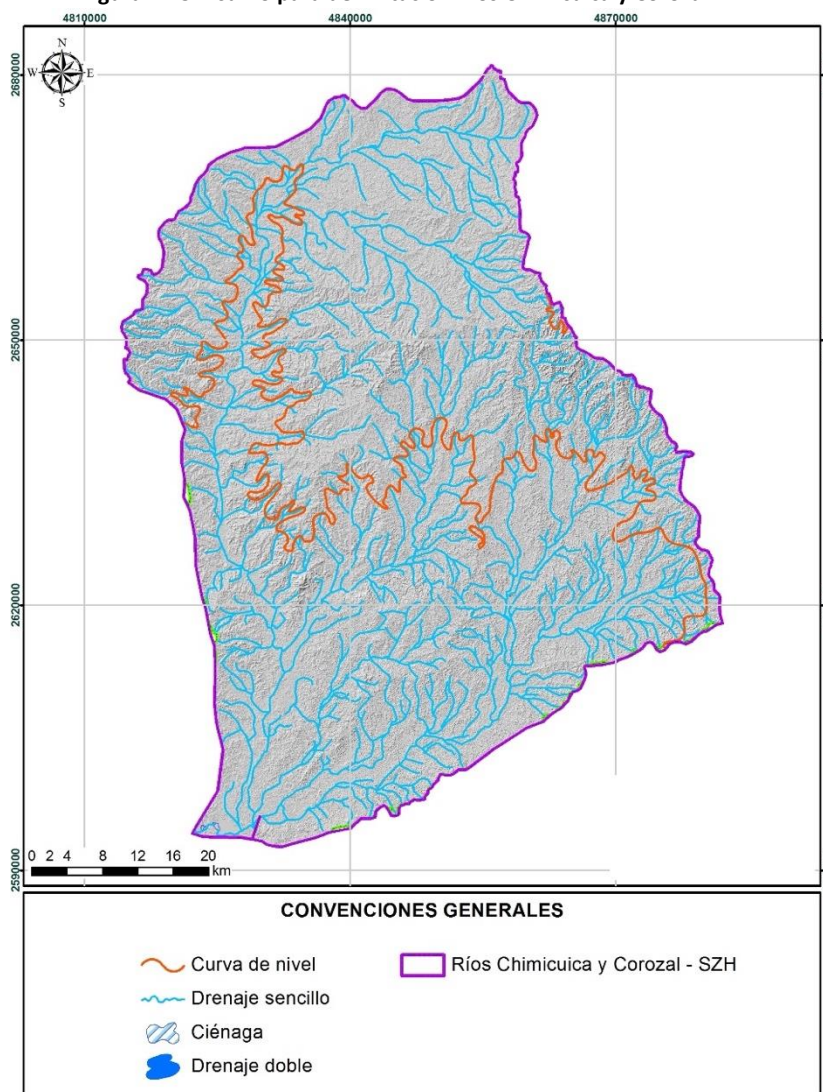 4810000
4840000
4870000
N
W
E
S
2680000
2650000
2620000
2590000
0 2 4 8 12 16 20
km
CONVENCIONES GENERALES
Curva de nivel
Ríos Chimicuica y Corozal - SZH
Drenaje sencillo
Ciénaga
Drenaje doble